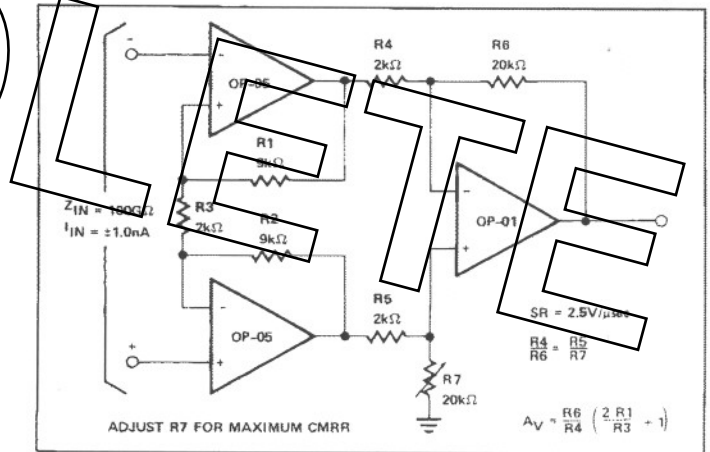 R4
2kΩ
R6
20kΩ
-
-
OP-05
+
R1
9kΩ
Z_IN = 100GΩ
I_IN = ±1.0nA
R3
2kΩ
R2
9kΩ
-
OP-01
+
-
OP-05
+
+
R5
2kΩ
SR = 2.5V/μsec
R4/R6 = R5/R7
R7
20kΩ
ADJUST R7 FOR MAXIMUM CMRR
A_V = R6/R4 (2 R1/R3 + 1)
LETE